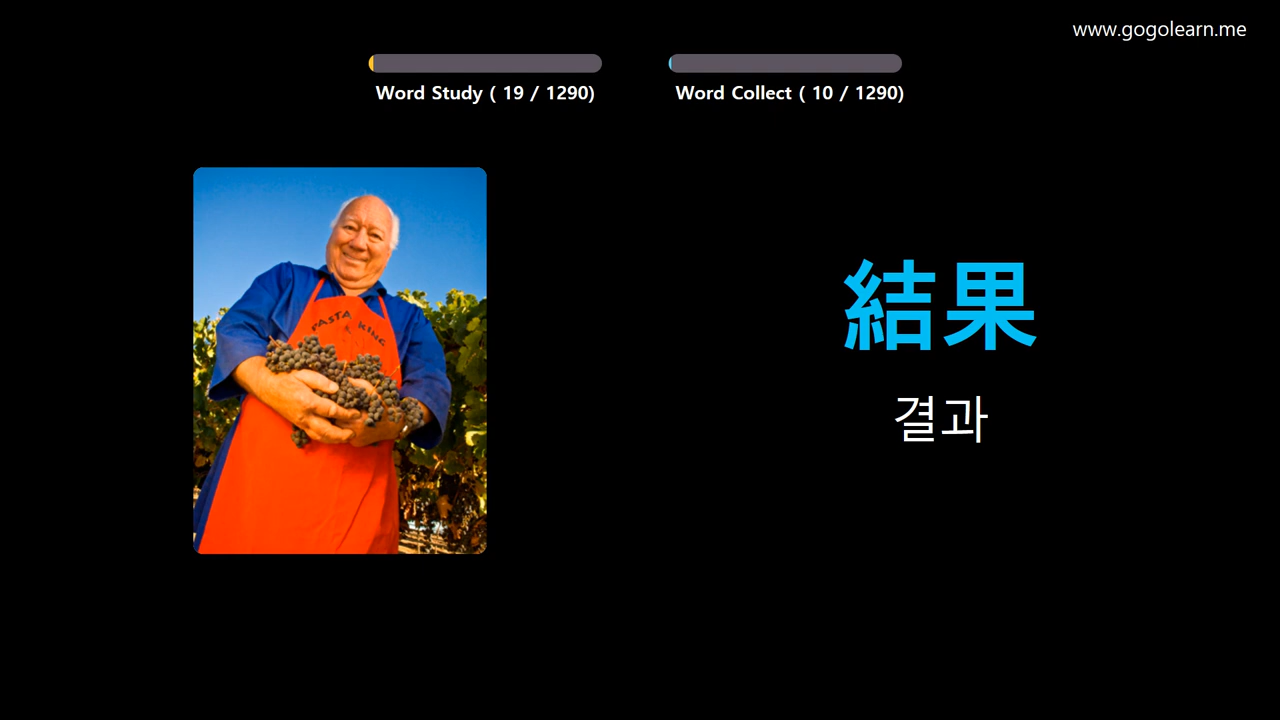 www.gogolearn.me
Word Study ( 19 / 1290)
Word Collect ( 10 / 1290)
PASTA KING
結果
결과